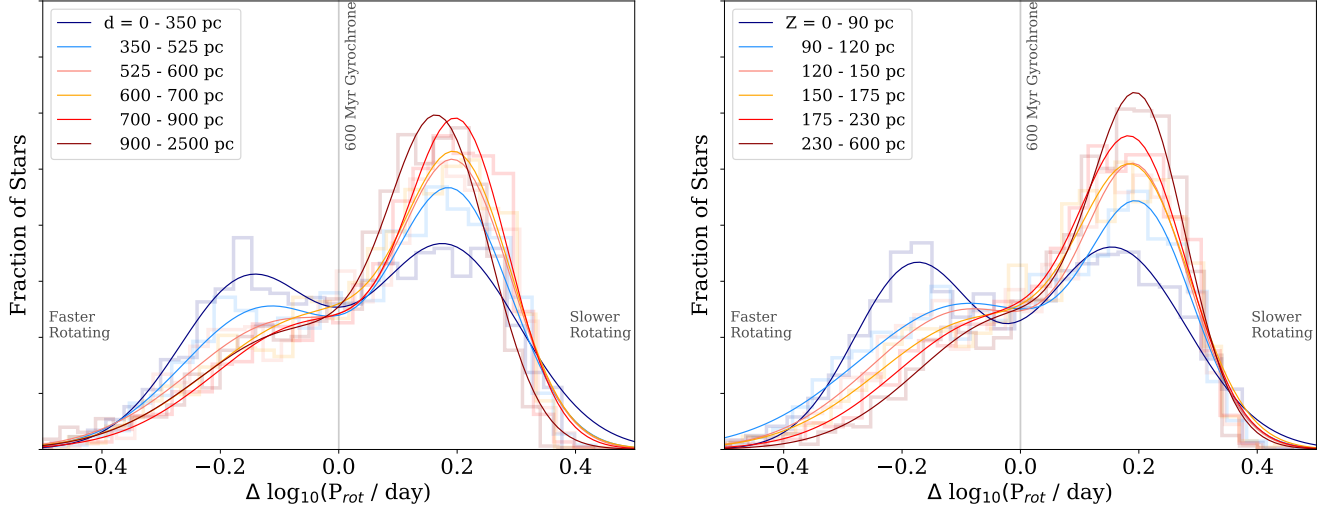 d = 0 - 350 pc
350 - 525 pc
525 - 600 pc
600 - 700 pc
700 - 900 pc
900 - 2500 pc
600 Myr Gyrochrone
Fraction of Stars
Faster
Rotating
Slower
Rotating
−0.4 −0.2 0.0 0.2 0.4
Δ log₁₀(P_rot / day)
Z = 0 - 90 pc
90 - 120 pc
120 - 150 pc
150 - 175 pc
175 - 230 pc
230 - 600 pc
600 Myr Gyrochrone
Fraction of Stars
Faster
Rotating
Slower
Rotating
−0.4 −0.2 0.0 0.2 0.4
Δ log₁₀(P_rot / day)